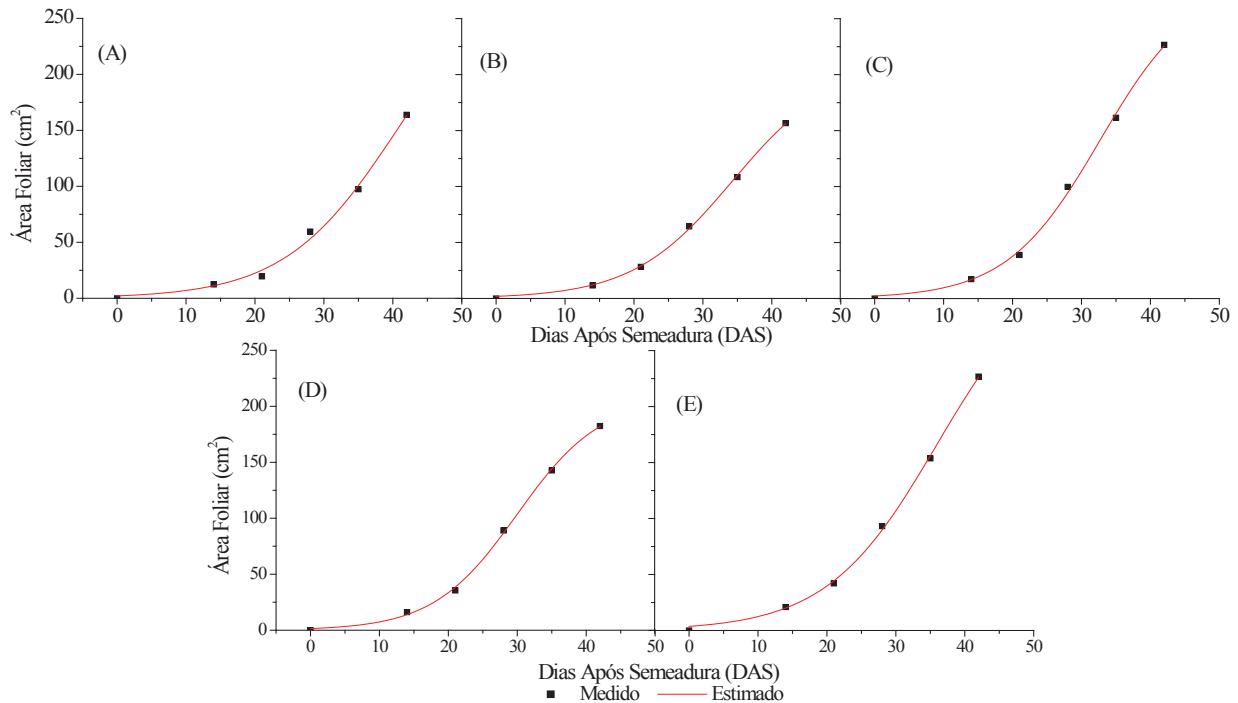 250
200
150
100
50
0
Área Foliar (cm²)
(A)
(B)
(C)
0 10 20 30 40 50
0 10 20 30 40 50
0 10 20 30 40 50
Dias Após Semeadura (DAS)
250
200
150
100
50
0
Área Foliar (cm²)
(D)
(E)
0 10 20 30 40 50
0 10 20 30 40 50
Dias Após Semeadura (DAS)
Medido Estimado